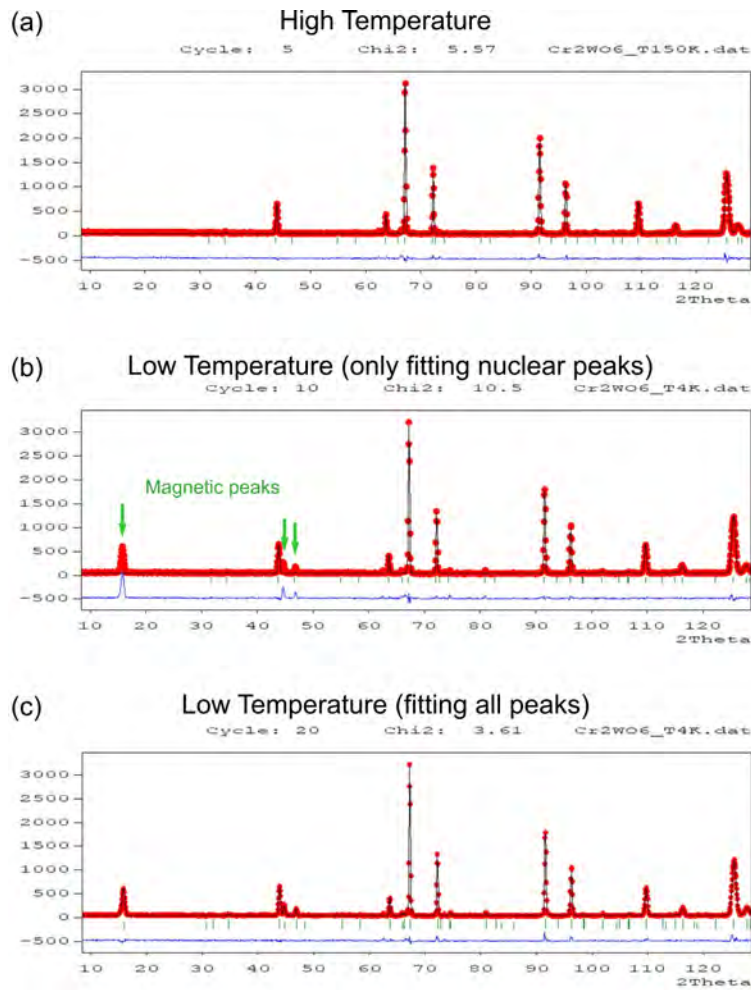 (a) High Temperature
Cycle: 5 Chi2: 5.57 Cr2WO6_T150K.dat
3000
2500
2000
1500
1000
500
0
-500
10 20 30 40 50 60 70 80 90 100 110 120
2Theta
(b) Low Temperature (only fitting nuclear peaks)
Cycle: 10 Chi2: 10.5 Cr2WO6_T4K.dat
3000
2500
2000
Magnetic peaks
1500
1000
500
0
-500
10 20 30 40 50 60 70 80 90 100 110 120
2Theta
(c) Low Temperature (fitting all peaks)
Cycle: 20 Chi2: 3.61 Cr2WO6_T4K.dat
3000
2500
2000
1500
1000
500
0
-500
10 20 30 40 50 60 70 80 90 100 110 120
2Theta